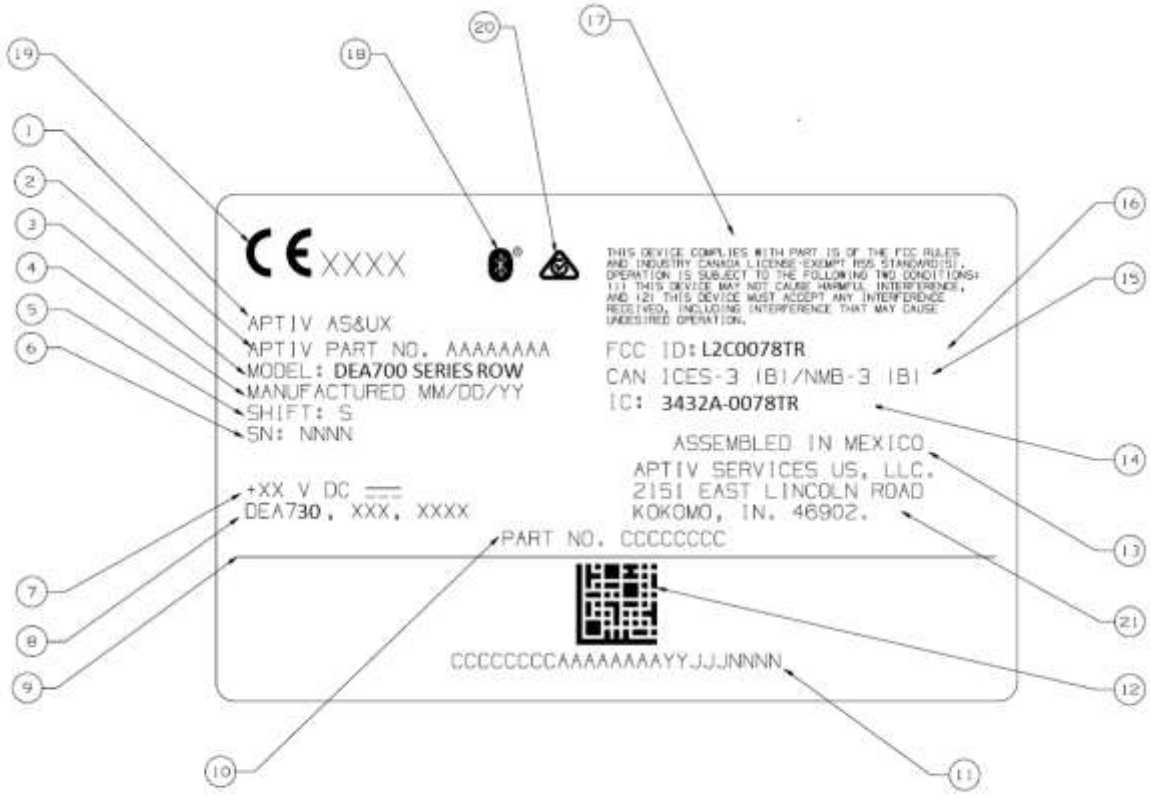 19
18
20
17
1
2
3
4
5
6
16
15
CE XXXX
THIS DEVICE COMPLIES WITH PART 15 OF THE FCC RULES
AND INDUSTRY CANADA LICENSE-EXEMPT RSS STANDARD(S).
OPERATION IS SUBJECT TO THE FOLLOWING TWO CONDITIONS:
(1) THIS DEVICE MAY NOT CAUSE HARMFUL INTERFERENCE,
AND (2) THIS DEVICE MUST ACCEPT ANY INTERFERENCE
RECEIVED, INCLUDING INTERFERENCE THAT MAY CAUSE
UNDESIRED OPERATION.
APTIV AS&UX
APTIV PART NO. AAAAAAAA
MODEL: DEA700 SERIES ROW
MANUFACTURED MM/DD/YY
SHIFT: S
SN: NNNN
FCC ID: L2C0078TR
CAN ICES-3 (B)/NMB-3 (B)
IC: 3432A-0078TR
ASSEMBLED IN MEXICO
APTIV SERVICES US, LLC.
2151 EAST LINCOLN ROAD
KOKOMO, IN. 46902.
+XX V DC
DEA730, XXX, XXXX
PART NO. CCCCCCCC
CCCCCCCCAAAAAAAAYYJJJNNNN
14
13
7
8
9
21
12
10
11